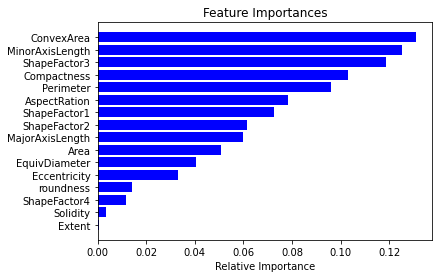 Feature Importances
ConvexArea
MinorAxisLength
ShapeFactor3
Compactness
Perimeter
AspectRation
ShapeFactor1
ShapeFactor2
MajorAxisLength
Area
EquivDiameter
Eccentricity
roundness
ShapeFactor4
Solidity
Extent
0.00 0.02 0.04 0.06 0.08 0.10 0.12
Relative Importance